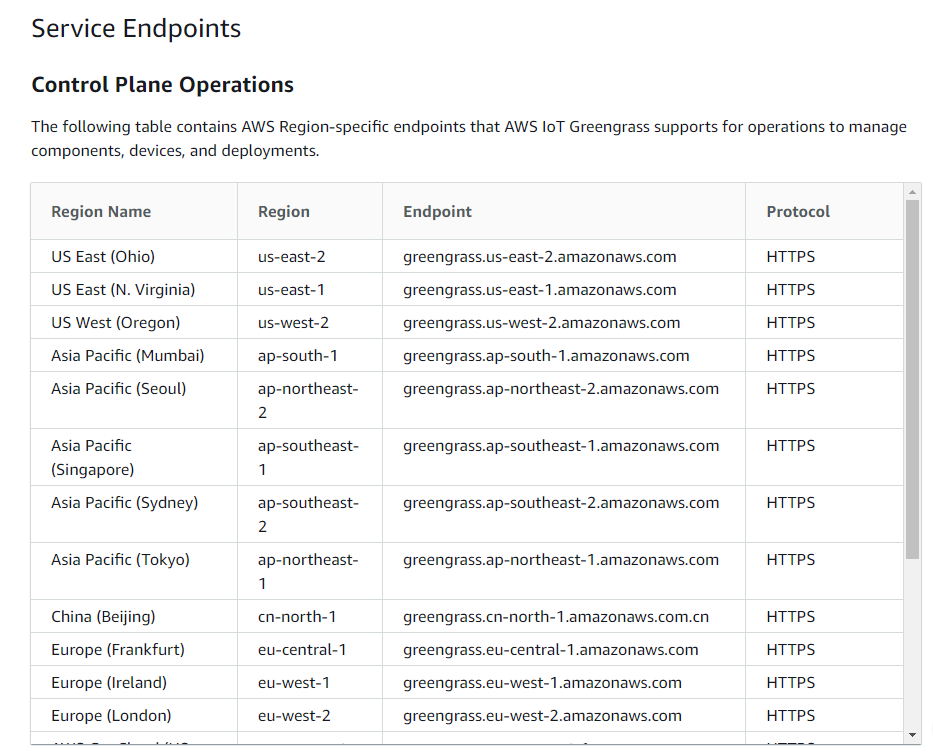 Service Endpoints
Control Plane Operations
The following table contains AWS Region-specific endpoints that AWS IoT Greengrass supports for operations to manage
components, devices, and deployments.
Region Name Region Endpoint Protocol
US East (Ohio) us-east-2 greengrass.us-east-2.amazonaws.com HTTPS
US East (N. Virginia) us-east-1 greengrass.us-east-1.amazonaws.com HTTPS
US West (Oregon) us-west-2 greengrass.us-west-2.amazonaws.com HTTPS
Asia Pacific (Mumbai) ap-south-1 greengrass.ap-south-1.amazonaws.com HTTPS
Asia Pacific (Seoul) ap-northeast- greengrass.ap-northeast-2.amazonaws.com HTTPS
2
Asia Pacific ap-southeast- greengrass.ap-southeast-1.amazonaws.com HTTPS
(Singapore) 1
Asia Pacific (Sydney) ap-southeast- greengrass.ap-southeast-2.amazonaws.com HTTPS
2
Asia Pacific (Tokyo) ap-northeast- greengrass.ap-northeast-1.amazonaws.com HTTPS
1
China (Beijing) cn-north-1 greengrass.cn-north-1.amazonaws.com.cn HTTPS
Europe (Frankfurt) eu-central-1 greengrass.eu-central-1.amazonaws.com HTTPS
Europe (Ireland) eu-west-1 greengrass.eu-west-1.amazonaws.com HTTPS
Europe (London) eu-west-2 greengrass.eu-west-2.amazonaws.com HTTPS